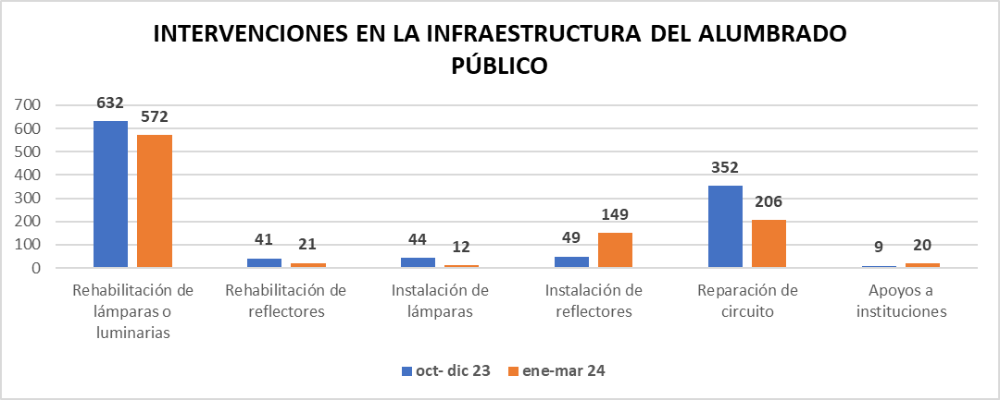 INTERVENCIONES EN LA INFRAESTRUCTURA DEL ALUMBRADO
PÚBLICO
700
600
500
400
300
200
100
0
632
572
41
21
44
12
49
149
352
206
9
20
Rehabilitación de
lámparas o
luminarias
Rehabilitación de
reflectores
Instalación de
lámparas
Instalación de
reflectores
Reparación de
circuito
Apoyos a
instituciones
oct- dic 23
ene-mar 24